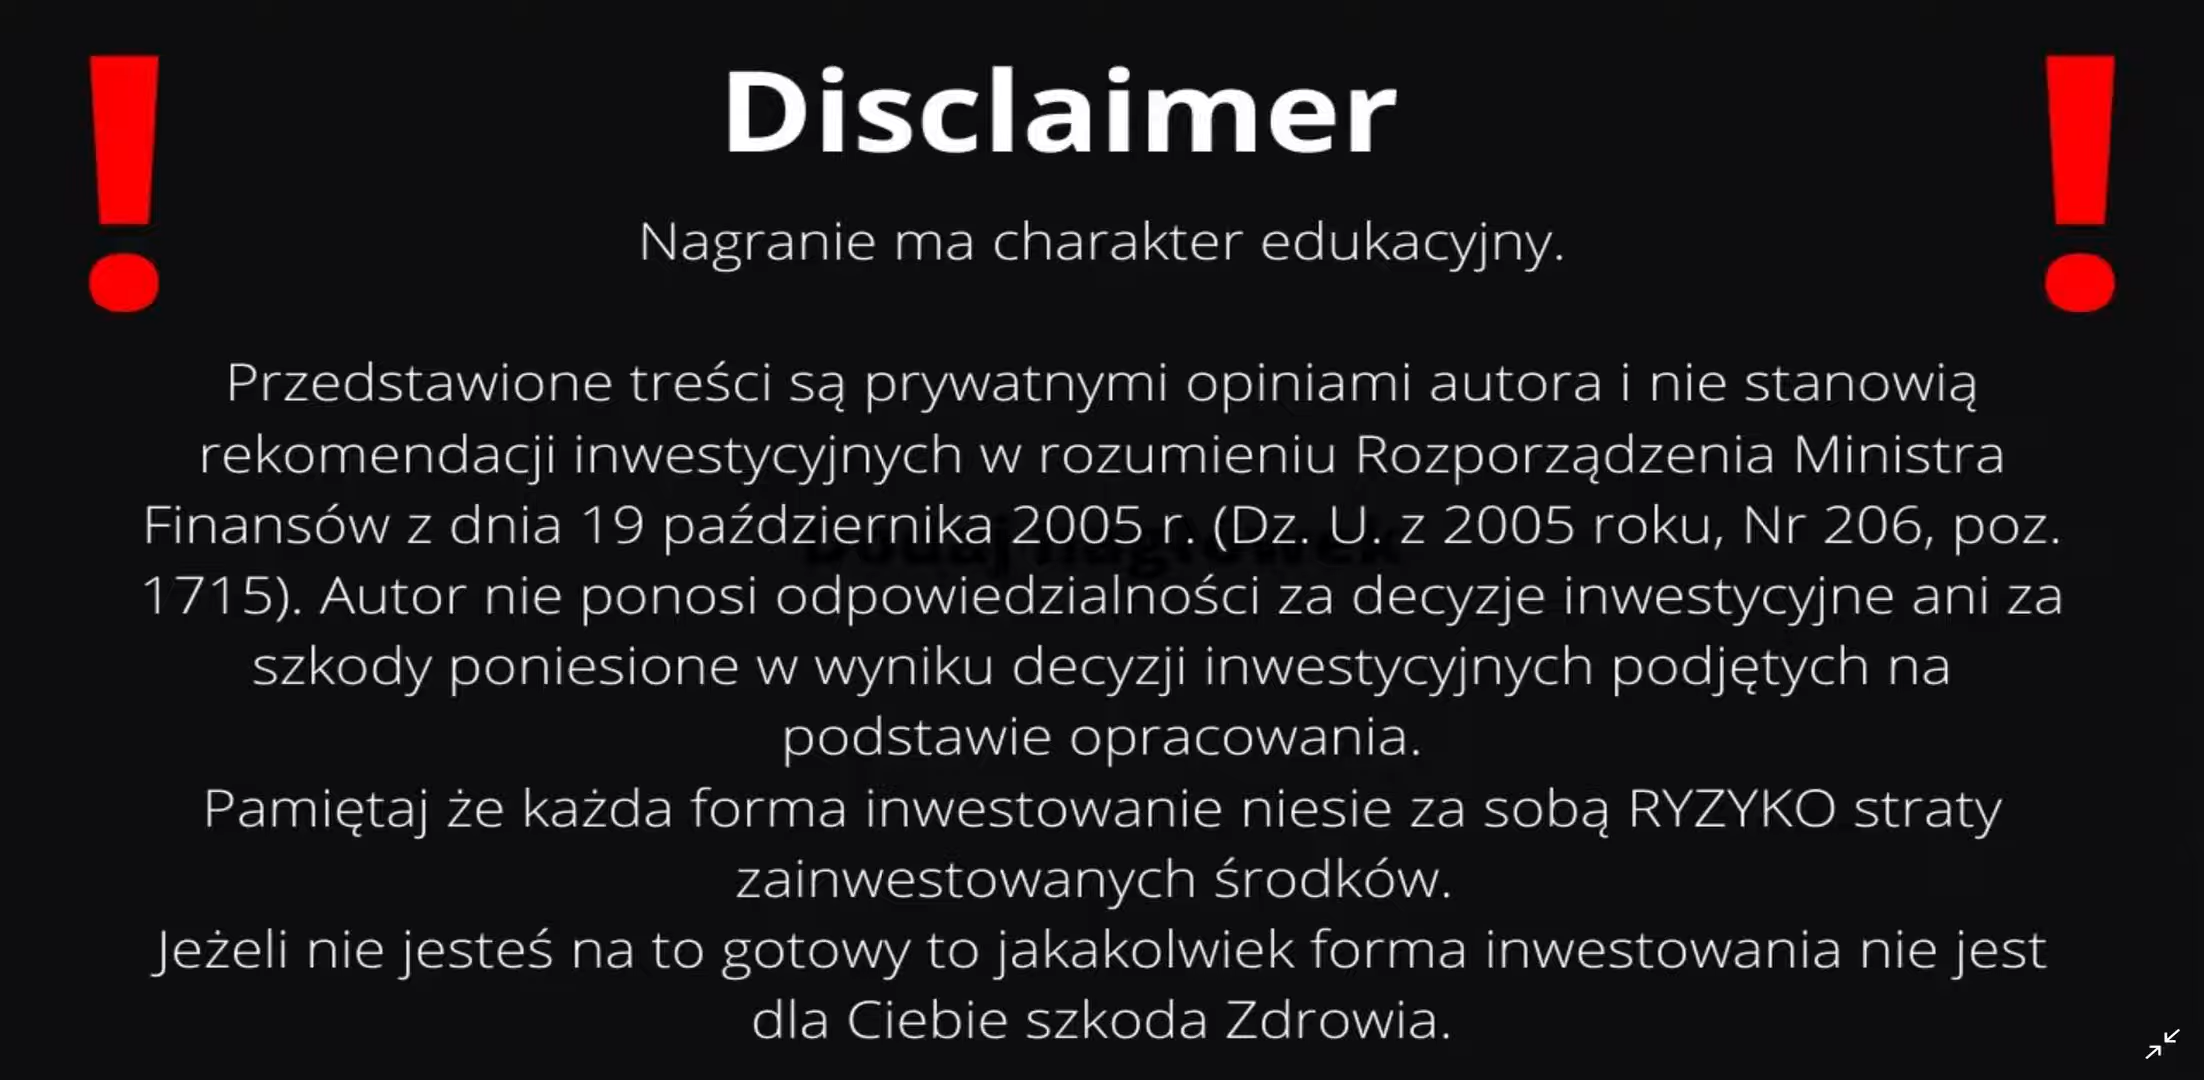 Disclaimer
Nagranie ma charakter edukacyjny.
Przedstawione treści są prywatnymi opiniami autora i nie stanowią
rekomendacji inwestycyjnych w rozumieniu Rozporządzenia Ministra
Finansów z dnia 19 października 2005 r. (Dz. U. z 2005 roku, Nr 206, poz.
1715). Autor nie ponosi odpowiedzialności za decyzje inwestycyjne ani za
szkody poniesione w wyniku decyzji inwestycyjnych podjętych na
podstawie opracowania.
Pamiętaj że każda forma inwestowanie niesie za sobą RYZYKO straty
zainwestowanych środków.
Jeżeli nie jesteś na to gotowy to jakakolwiek forma inwestowania nie jest
dla Ciebie szkoda Zdrowia.
Dodaj nagłówek